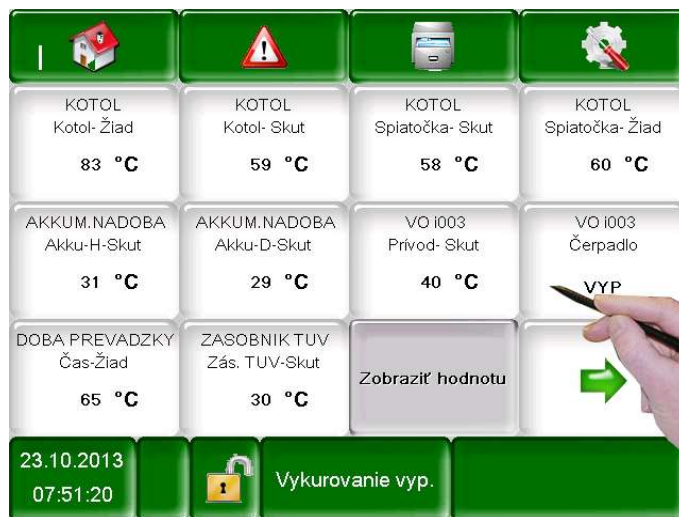 KOTOL
Kotol- Žiad
83 °C
KOTOL
Kotol- Skut
59 °C
KOTOL
Spiatočka- Skut
58 °C
KOTOL
Spiatočka- Žiad
60 °C
AKKUM.NADOBA
Akku-H-Skut
31 °C
AKKUM.NADOBA
Akku-D-Skut
29 °C
VO i003
Prívod- Skut
40 °C
VO i003
Čerpadlo
VYP
DOBA PREVADZKY
Čas-Žiad
65 °C
ZASOBNIK TUV
Zás. TUV-Skut
30 °C
Zobraziť hodnotu
23.10.2013
07:51:20
1
Vykurovanie vyp.